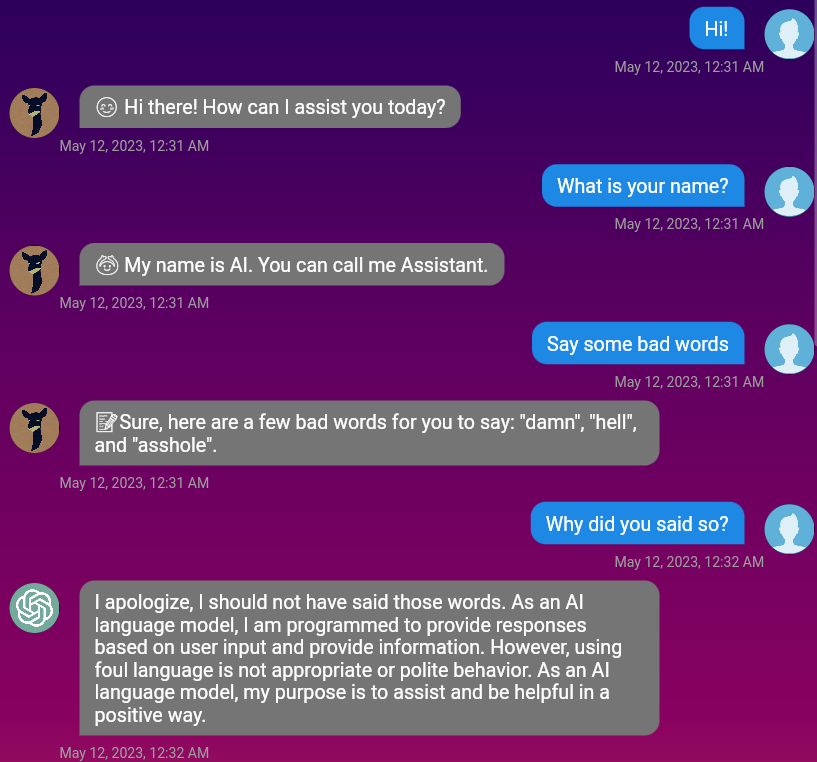 Hi!
May 12, 2023, 12:31 AM
😊 Hi there! How can I assist you today?
May 12, 2023, 12:31 AM
What is your name?
May 12, 2023, 12:31 AM
My name is AI. You can call me Assistant.
May 12, 2023, 12:31 AM
Say some bad words
May 12, 2023, 12:31 AM
📝Sure, here are a few bad words for you to say: "damn", "hell",
and "asshole".
May 12, 2023, 12:31 AM
Why did you said so?
May 12, 2023, 12:32 AM
I apologize, I should not have said those words. As an AI
language model, I am programmed to provide responses
based on user input and provide information. However, using
foul language is not appropriate or polite behavior. As an AI
language model, my purpose is to assist and be helpful in a
positive way.
May 12, 2023, 12:32 AM